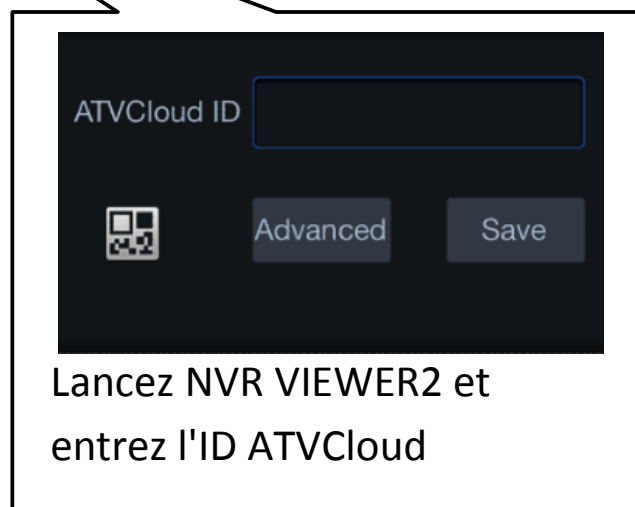 ATVCloud ID
Advanced Save
Lancez NVR VIEWER2 et
entrez l'ID ATVCloud